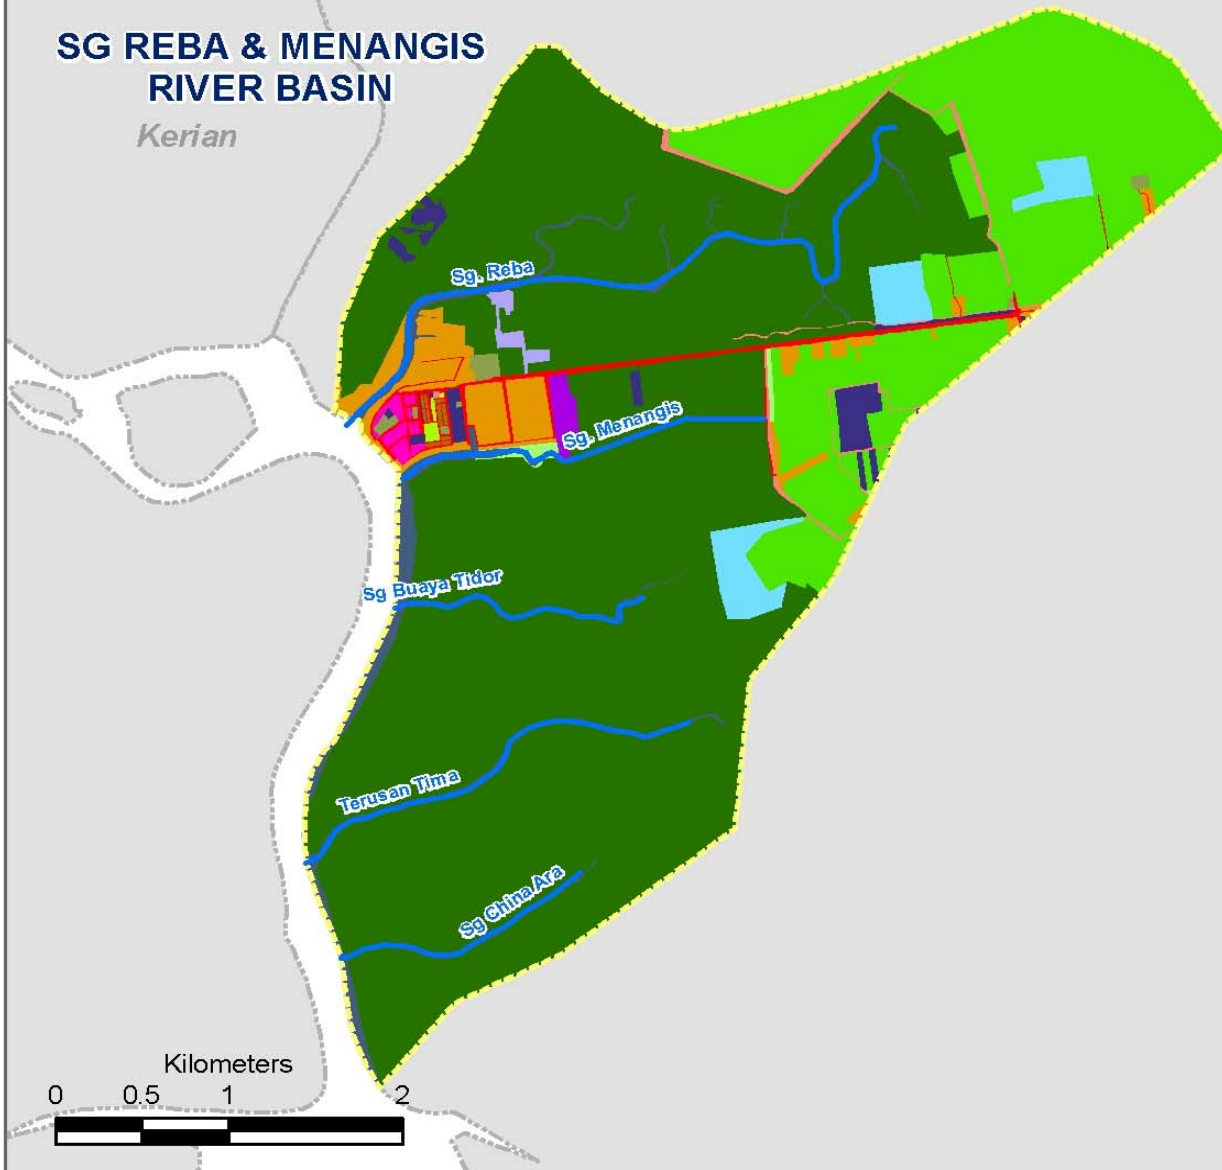 SG REBA & MENANGIS
RIVER BASIN
Kerian
Sg. Reba
Sg. Menangis
Sg Buaya Tidor
Terusan Tima
Sg China Ara
Kilometers
0 0.5 1 2